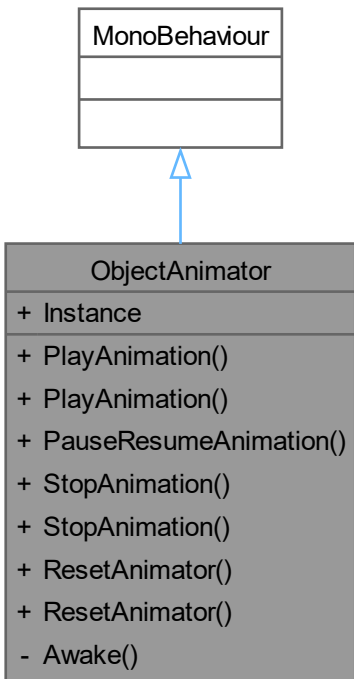 MonoBehaviour
ObjectAnimator
+ Instance
+ PlayAnimation()
+ PlayAnimation()
+ PauseResumeAnimation()
+ StopAnimation()
+ StopAnimation()
+ ResetAnimator()
+ ResetAnimator()
- Awake()